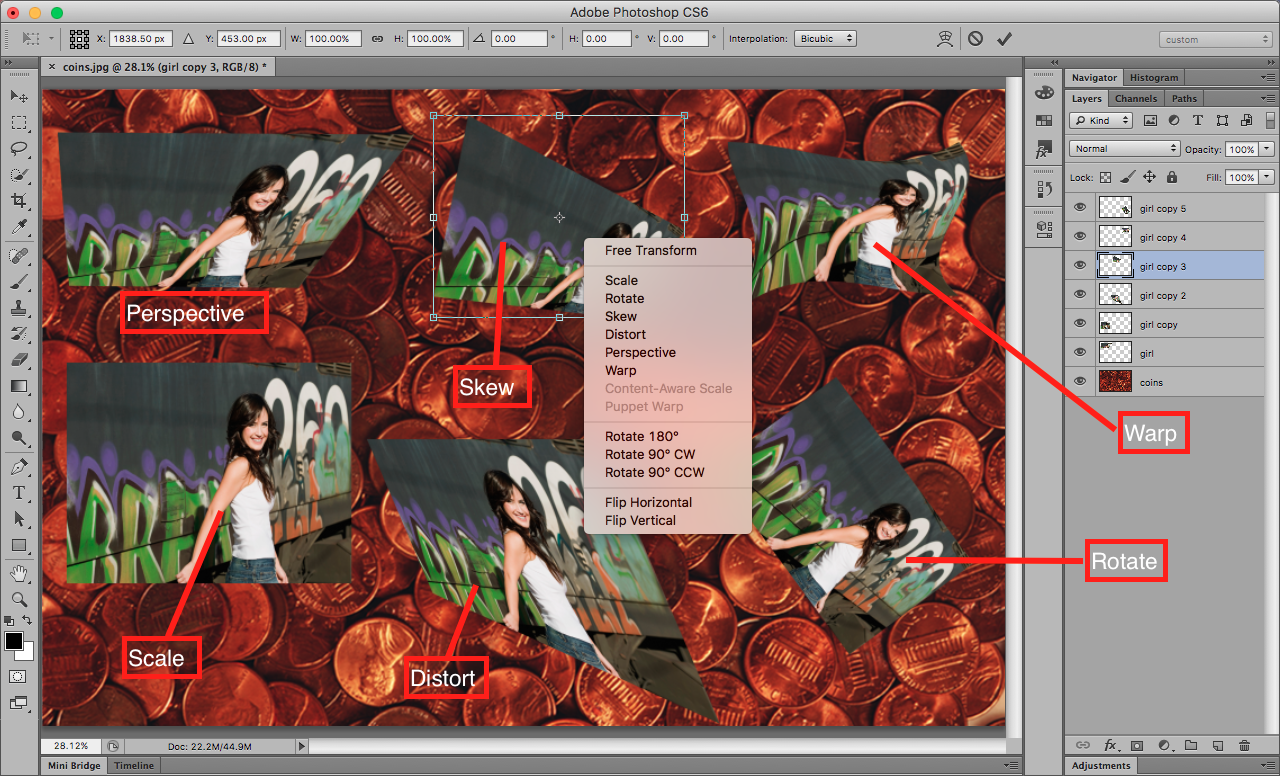 Adobe Photoshop CS6
X: 1838.50 px Y: 453.00 px W: 100.00% H: 100.00% 0.00 ° H: 0.00 ° V: 0.00 ° Interpolation: Bicubic custom
× coins.jpg @ 28.1% (girl copy 3, RGB/8) *
Navigator Histogram
Layers Channels Paths
Kind
Normal Opacity: 100%
Lock: Fill: 100%
girl copy 5
girl copy 4
girl copy 3
girl copy 2
girl copy
girl
coins
Free Transform
Scale
Rotate
Skew
Distort
Perspective
Warp
Content-Aware Scale
Puppet Warp
Rotate 180°
Rotate 90° CW
Rotate 90° CCW
Flip Horizontal
Flip Vertical
Perspective
Skew
Warp
Rotate
Scale
Distort
28.12% Doc: 22.2M/44.9M
Mini Bridge Timeline
Adjustments